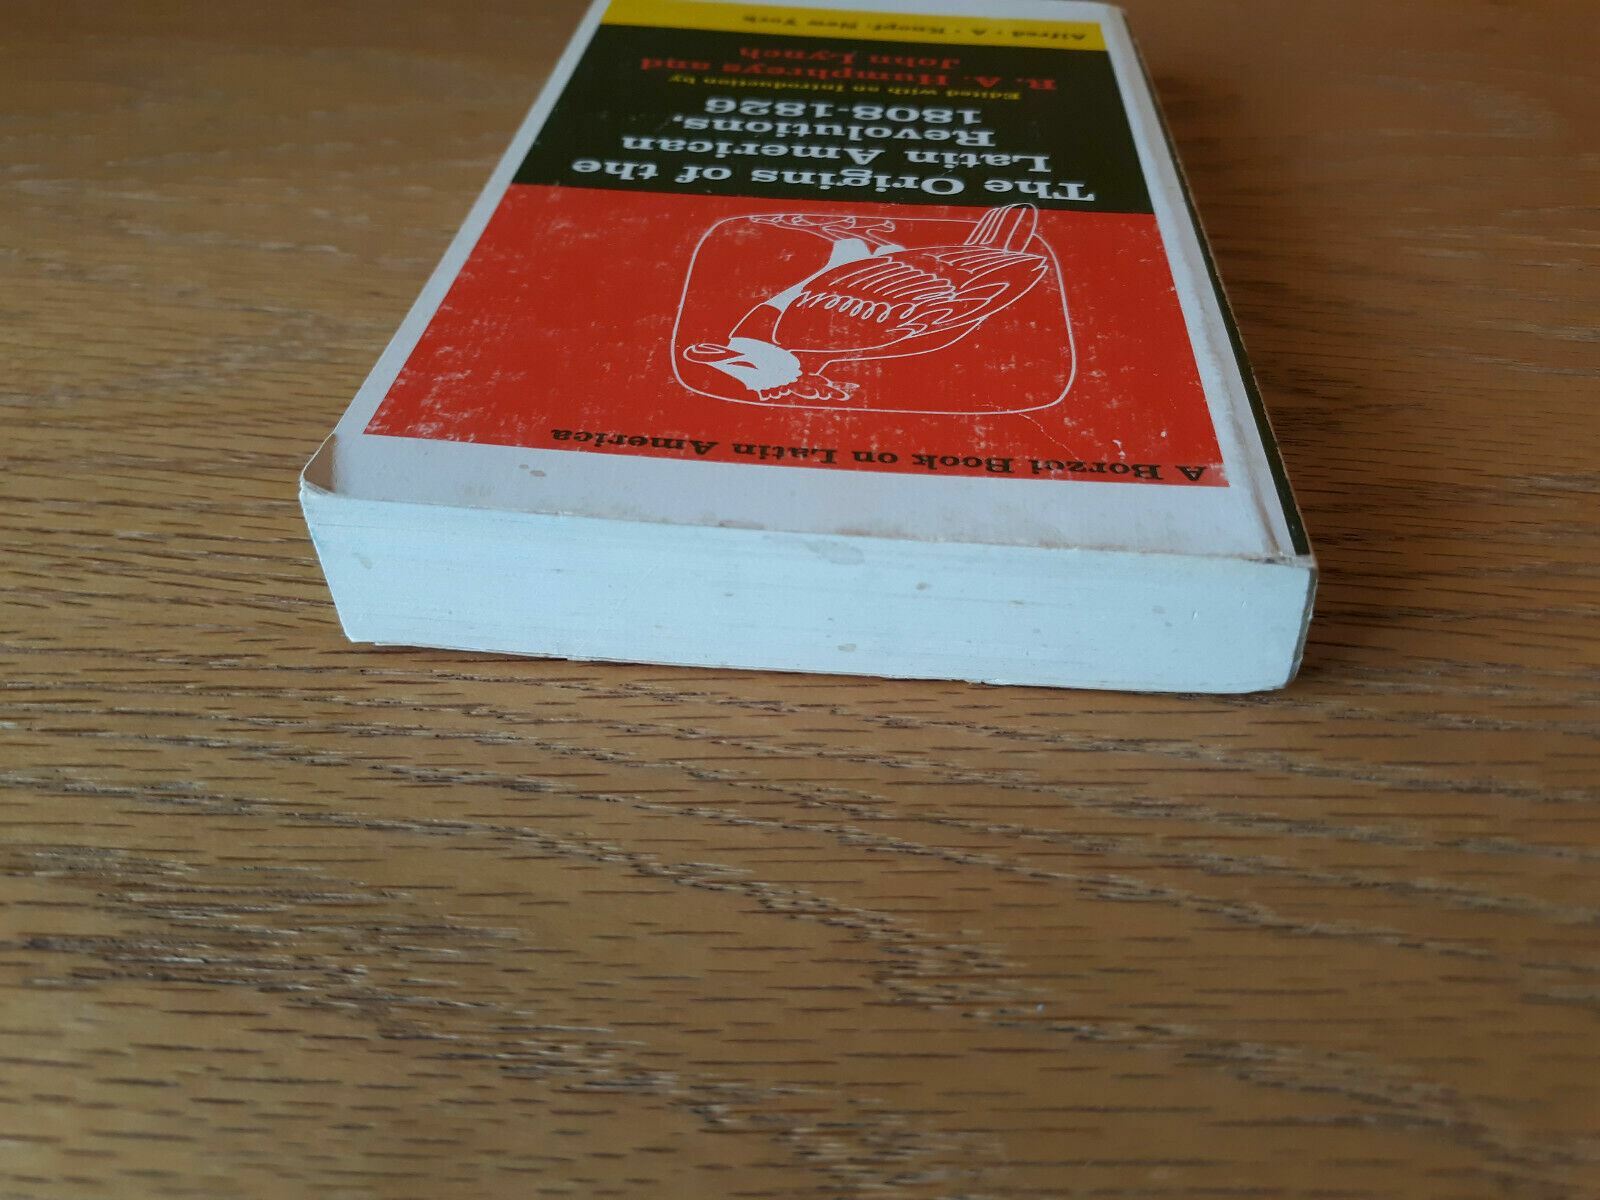 A Borzoi Book on Latin America
The Origins of the
Latin American
Revolutions,
1808-1826
Edited with an Introduction by
R. A. Humphreys and
John Lynch
Alfred · A · Knopf: New York